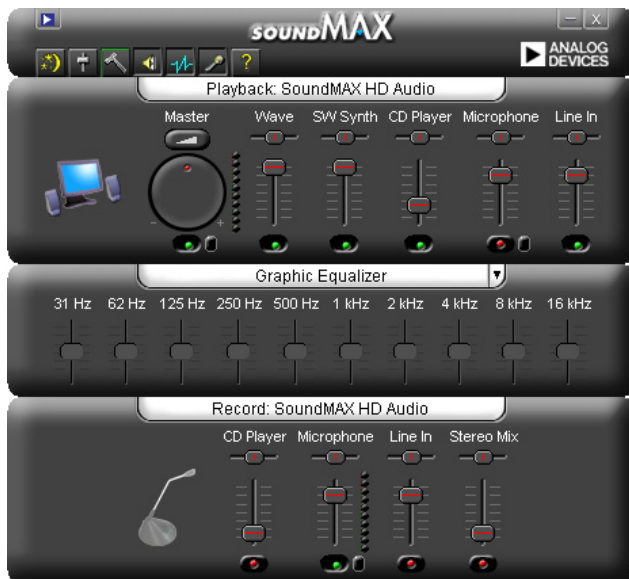 SOUNDMAX
X
?
ANALOG
DEVICES
Playback: SoundMAX HD Audio
Master Wave SW Synth CD Player Microphone Line In
- +
Graphic Equalizer
31 Hz 62 Hz 125 Hz 250 Hz 500 Hz 1 kHz 2 kHz 4 kHz 8 kHz 16 kHz
Record: SoundMAX HD Audio
CD Player Microphone Line In Stereo Mix